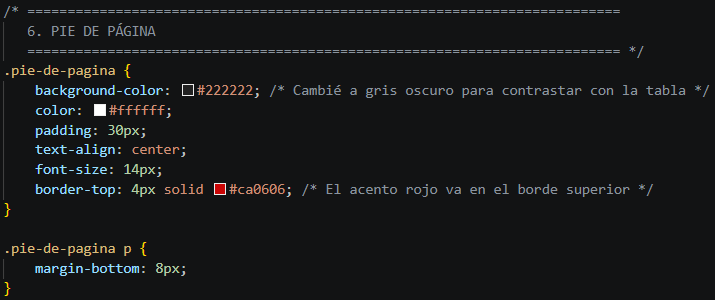 /* ==========================================================================
6. PIE DE PÁGINA
========================================================================== */
.pie-de-pagina {
background-color: #222222; /* Cambié a gris oscuro para contrastar con la tabla */
color: #ffffff;
padding: 30px;
text-align: center;
font-size: 14px;
border-top: 4px solid #ca0606; /* El acento rojo va en el borde superior */
}
.pie-de-pagina p {
margin-bottom: 8px;
}